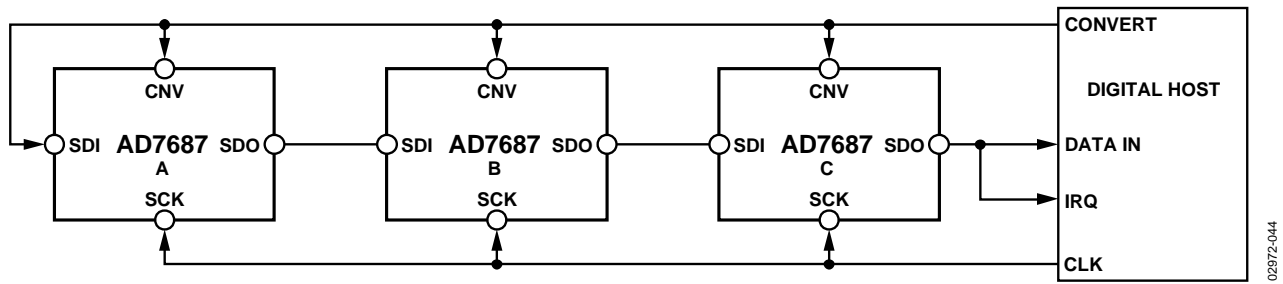 CONVERT
CNV
CNV
CNV
DIGITAL HOST
SDI AD7687 SDO
A
SDI AD7687 SDO
B
SDI AD7687 SDO
C
DATA IN
SCK
SCK
SCK
IRQ
CLK
02972-044